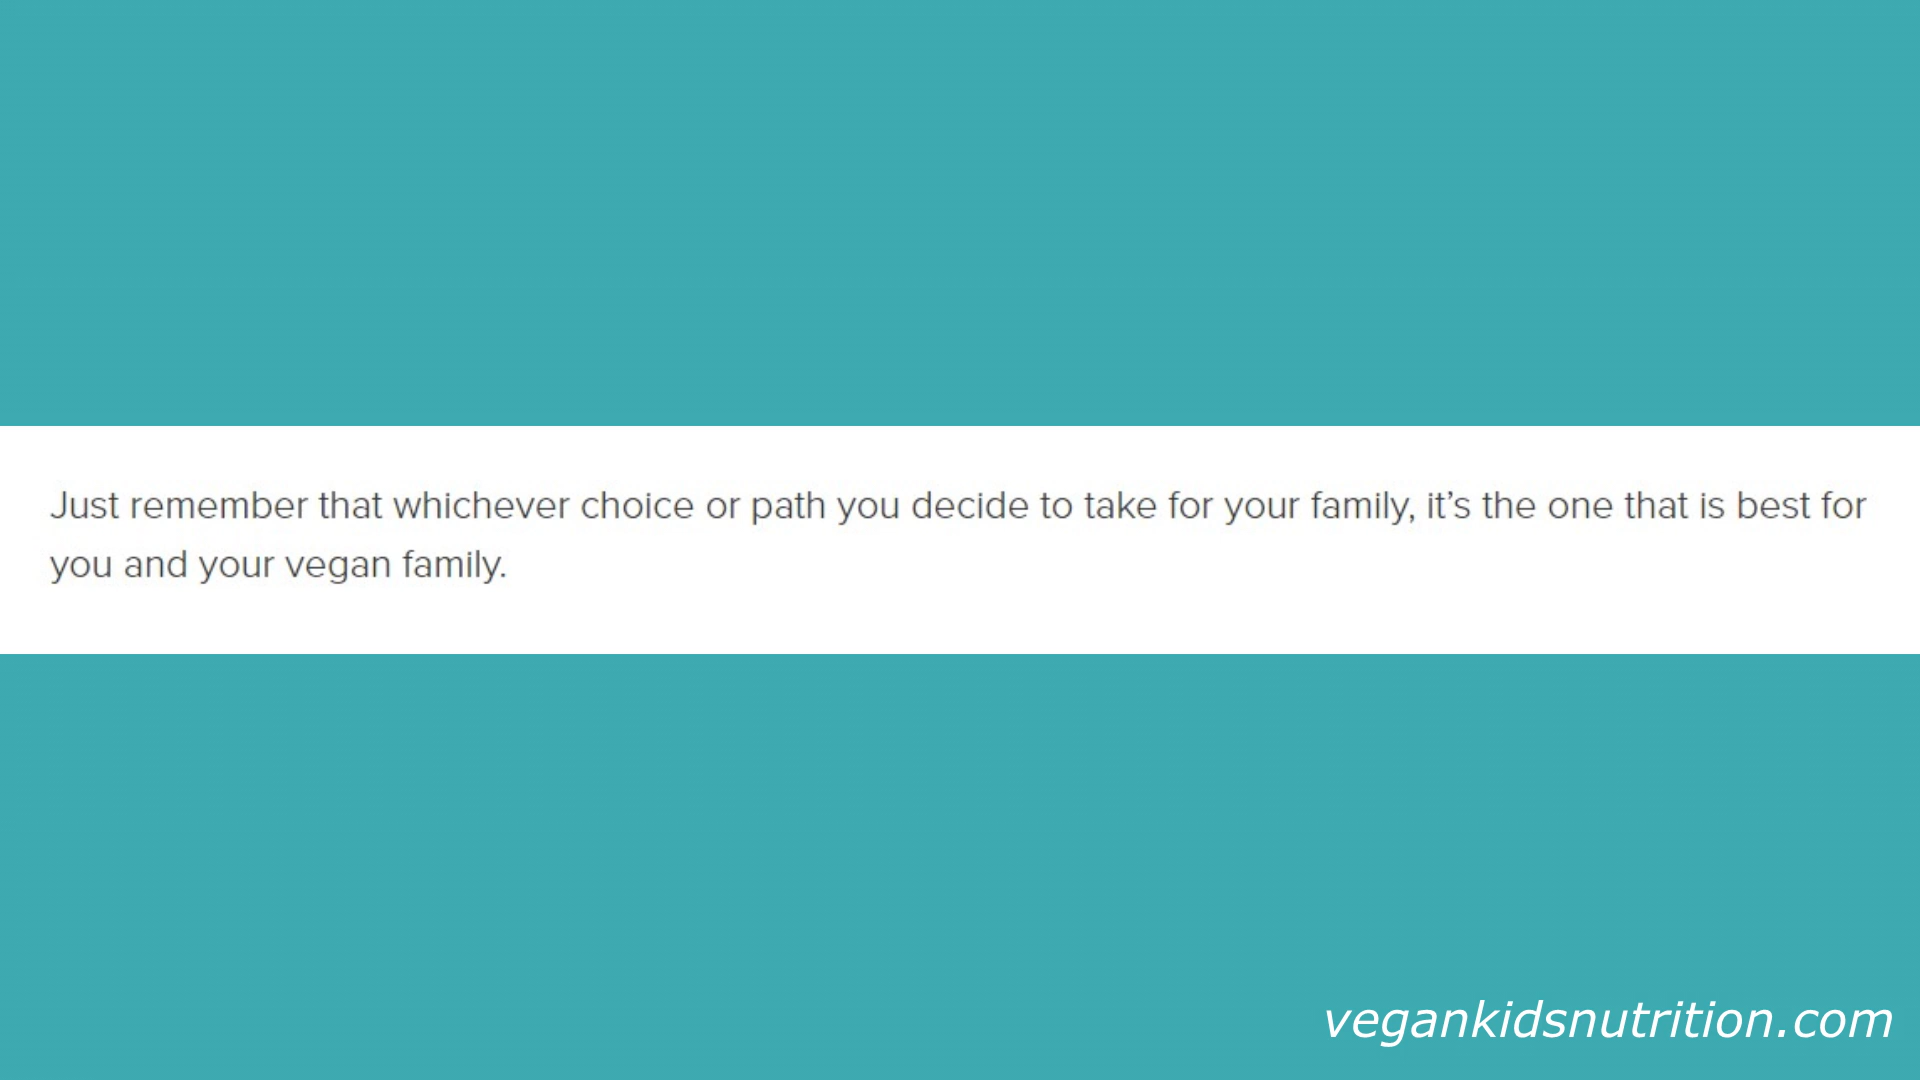 Just remember that whichever choice or path you decide to take for your family, it’s the one that is best for
you and your vegan family.
vegankidsnutrition.com